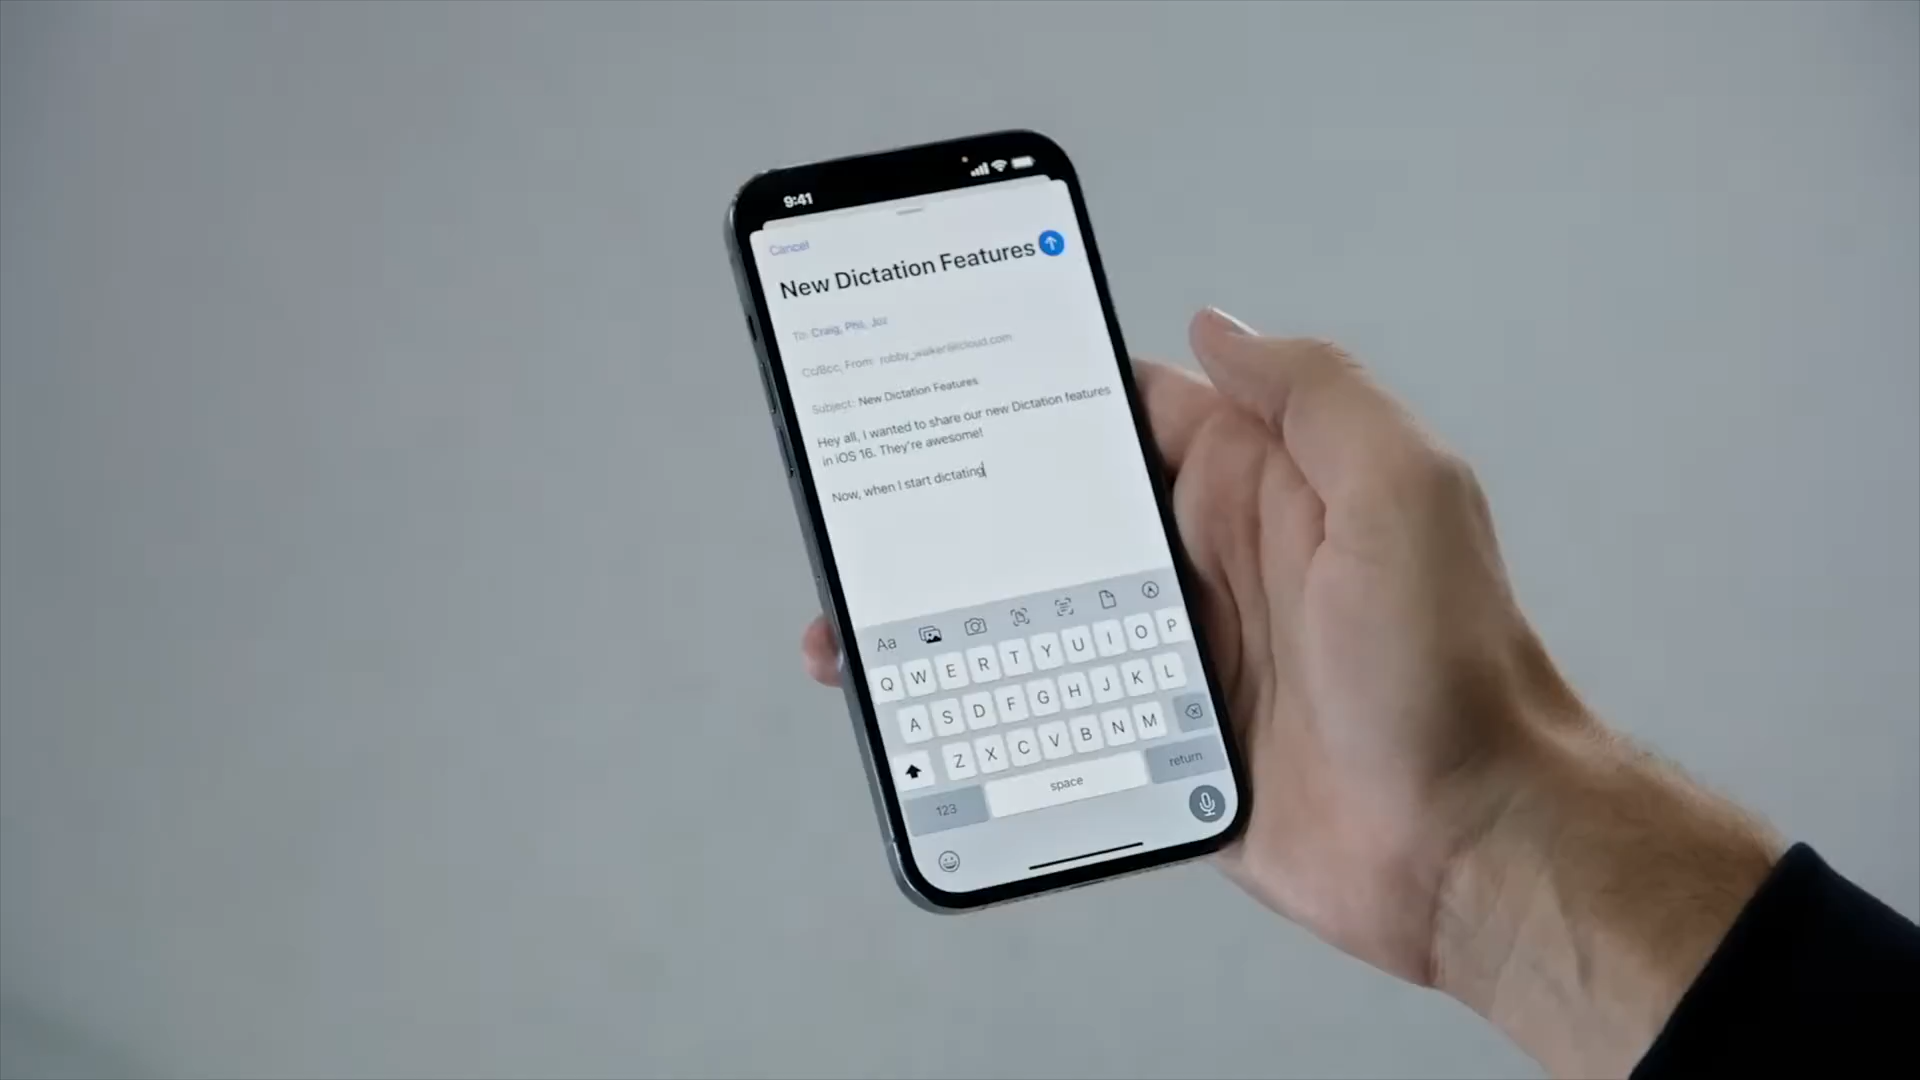 9:41
Cancel
New Dictation Features
To: Craig, Phil, Joz
Cc/Bcc, From: robby_walker@icloud.com
Subject: New Dictation Features
Hey all, I wanted to share our new Dictation features
in iOS 16. They're awesome!
Now, when I start dictating
Aa
Q W E R T Y U I O P
A S D F G H J K L
Z X C V B N M
123 space return